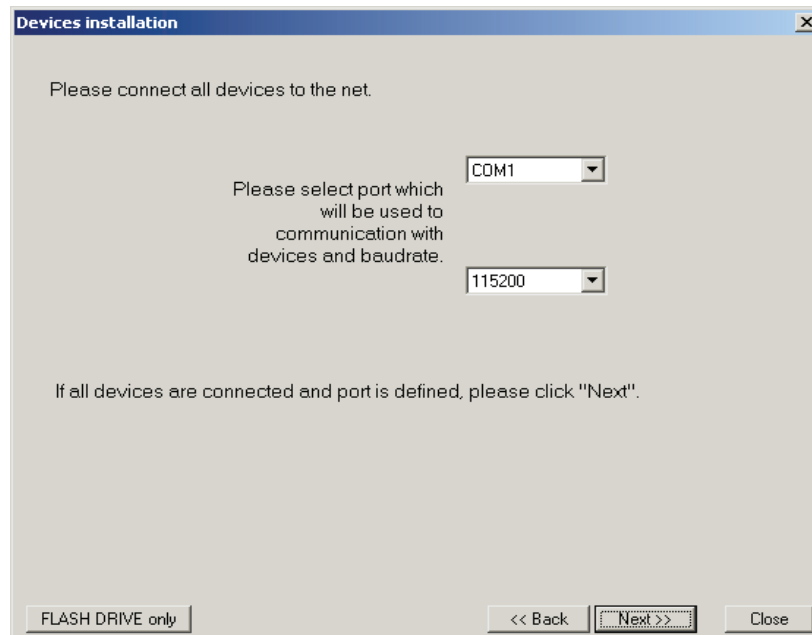 Devices installation
Please connect all devices to the net.
COM1
Please select port which
will be used to
communication with
devices and baudrate.
115200
If all devices are connected and port is defined, please click "Next".
FLASH DRIVE only
<< Back
Next >>
Close